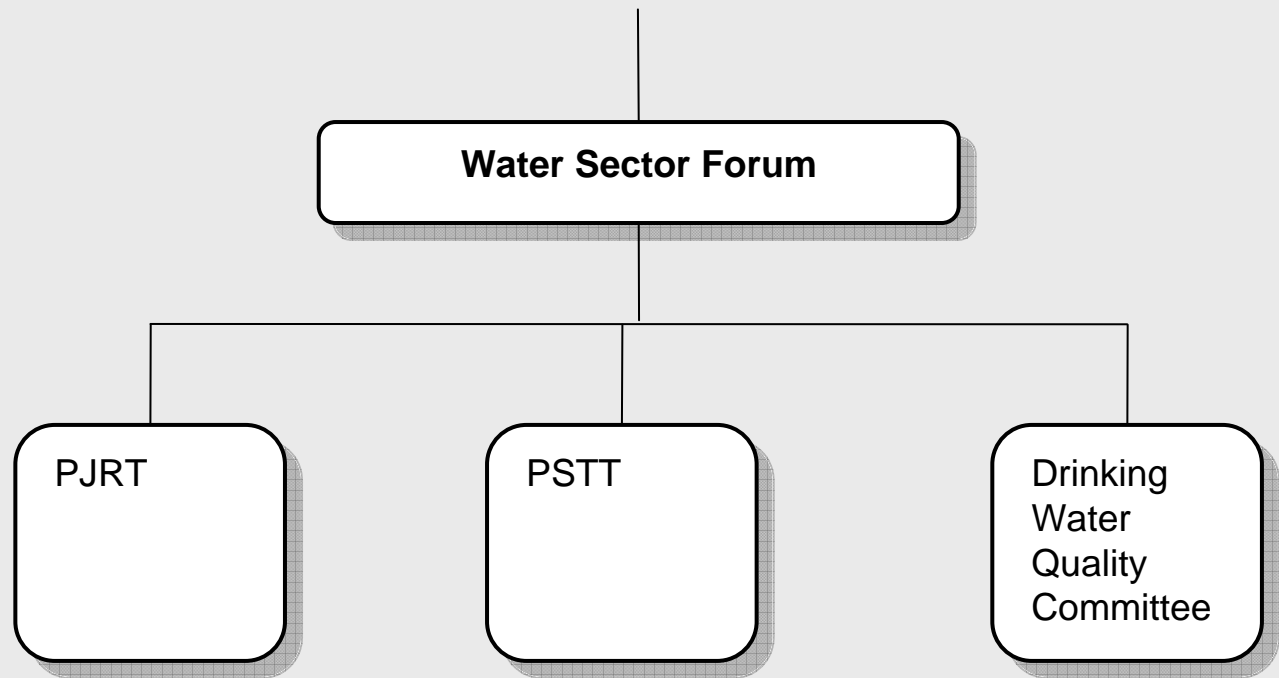 Water Sector Forum
PJRT
PSTT
Drinking
Water
Quality
Committee